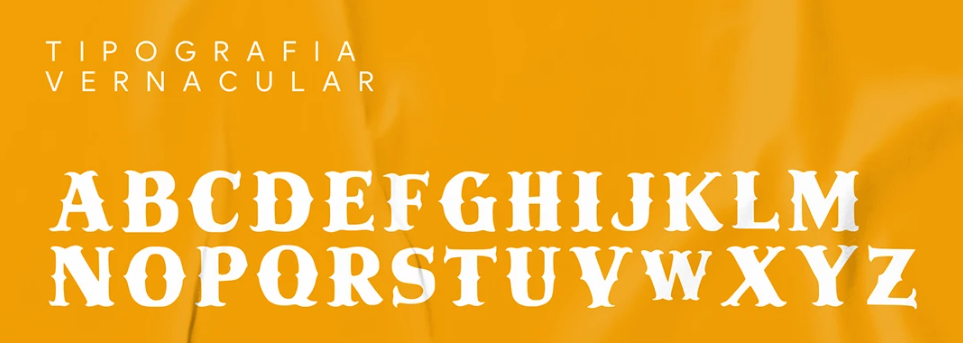 TIPOGRAFIA
VERNACULAR
ABCDEFGHIJKLM
NOPQRSTUVWXYZ